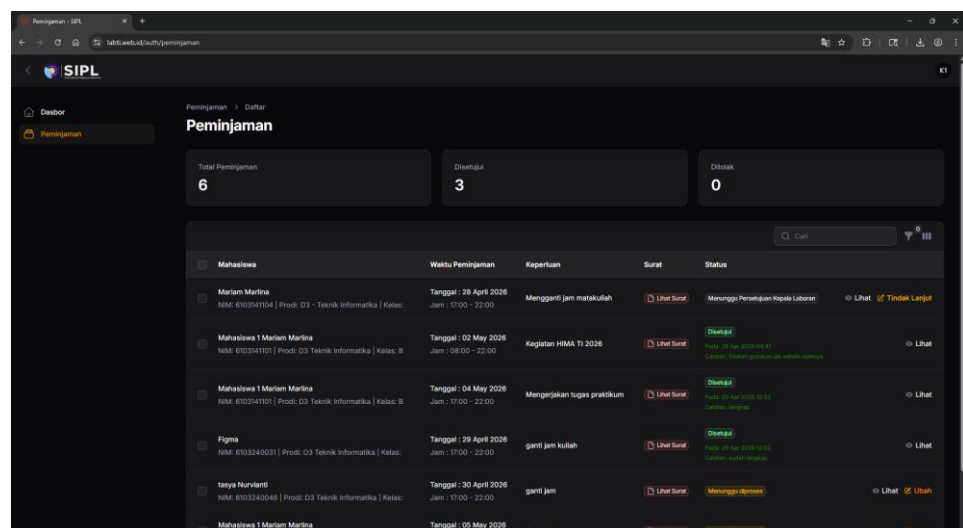 Peminjaman - SIPL
labti.web.id/auth/peminjaman
SIPL
K1
Dasbor
Peminjaman
Peminjaman > Daftar
Peminjaman
Total Peminjaman
6
Disetujui
3
Ditolak
0
Cari
0
Mahasiswa Waktu Peminjaman Keperluan Surat Status
Mariam Marlina
NIM: 6103141104 | Prodi: D3 - Teknik Informatika | Kelas:
Tanggal : 28 April 2026
Jam : 17:00 - 22:00
Mengganti jam matakuliah
Lihat Surat
Menunggu Persetujuan Kepala Laboran
Lihat Tindak Lanjut
Mahasiswa 1 Mariam Marlina
NIM: 6103141101 | Prodi: D3 Teknik Informatika | Kelas: B
Tanggal : 02 May 2026
Jam : 08:00 - 22:00
Kegiatan HIMA TI 2026
Lihat Surat
Disetujui
Lihat
Mahasiswa 1 Mariam Marlina
NIM: 6103141101 | Prodi: D3 Teknik Informatika | Kelas: B
Tanggal : 04 May 2026
Jam : 17:00 - 22:00
Mengerjakan tugas praktikum
Lihat Surat
Disetujui
Catatan: lengkap
Lihat
Figma
NIM: 6103240031 | Prodi: D3 Teknik Informatika | Kelas:
Tanggal : 29 April 2026
Jam : 17:00 - 22:00
ganti jam kuliah
Lihat Surat
Disetujui
Catatan: sudah lengkap
Lihat
tasya Nurvianti
NIM: 6103240046 | Prodi: D3 Teknik Informatika | Kelas:
Tanggal : 30 April 2026
Jam : 17:00 - 22:00
ganti jam
Lihat Surat
Menunggu diproses
Lihat Ubah
Mahasiswa 1 Mariam Marlina
Tanggal : 05 May 2026